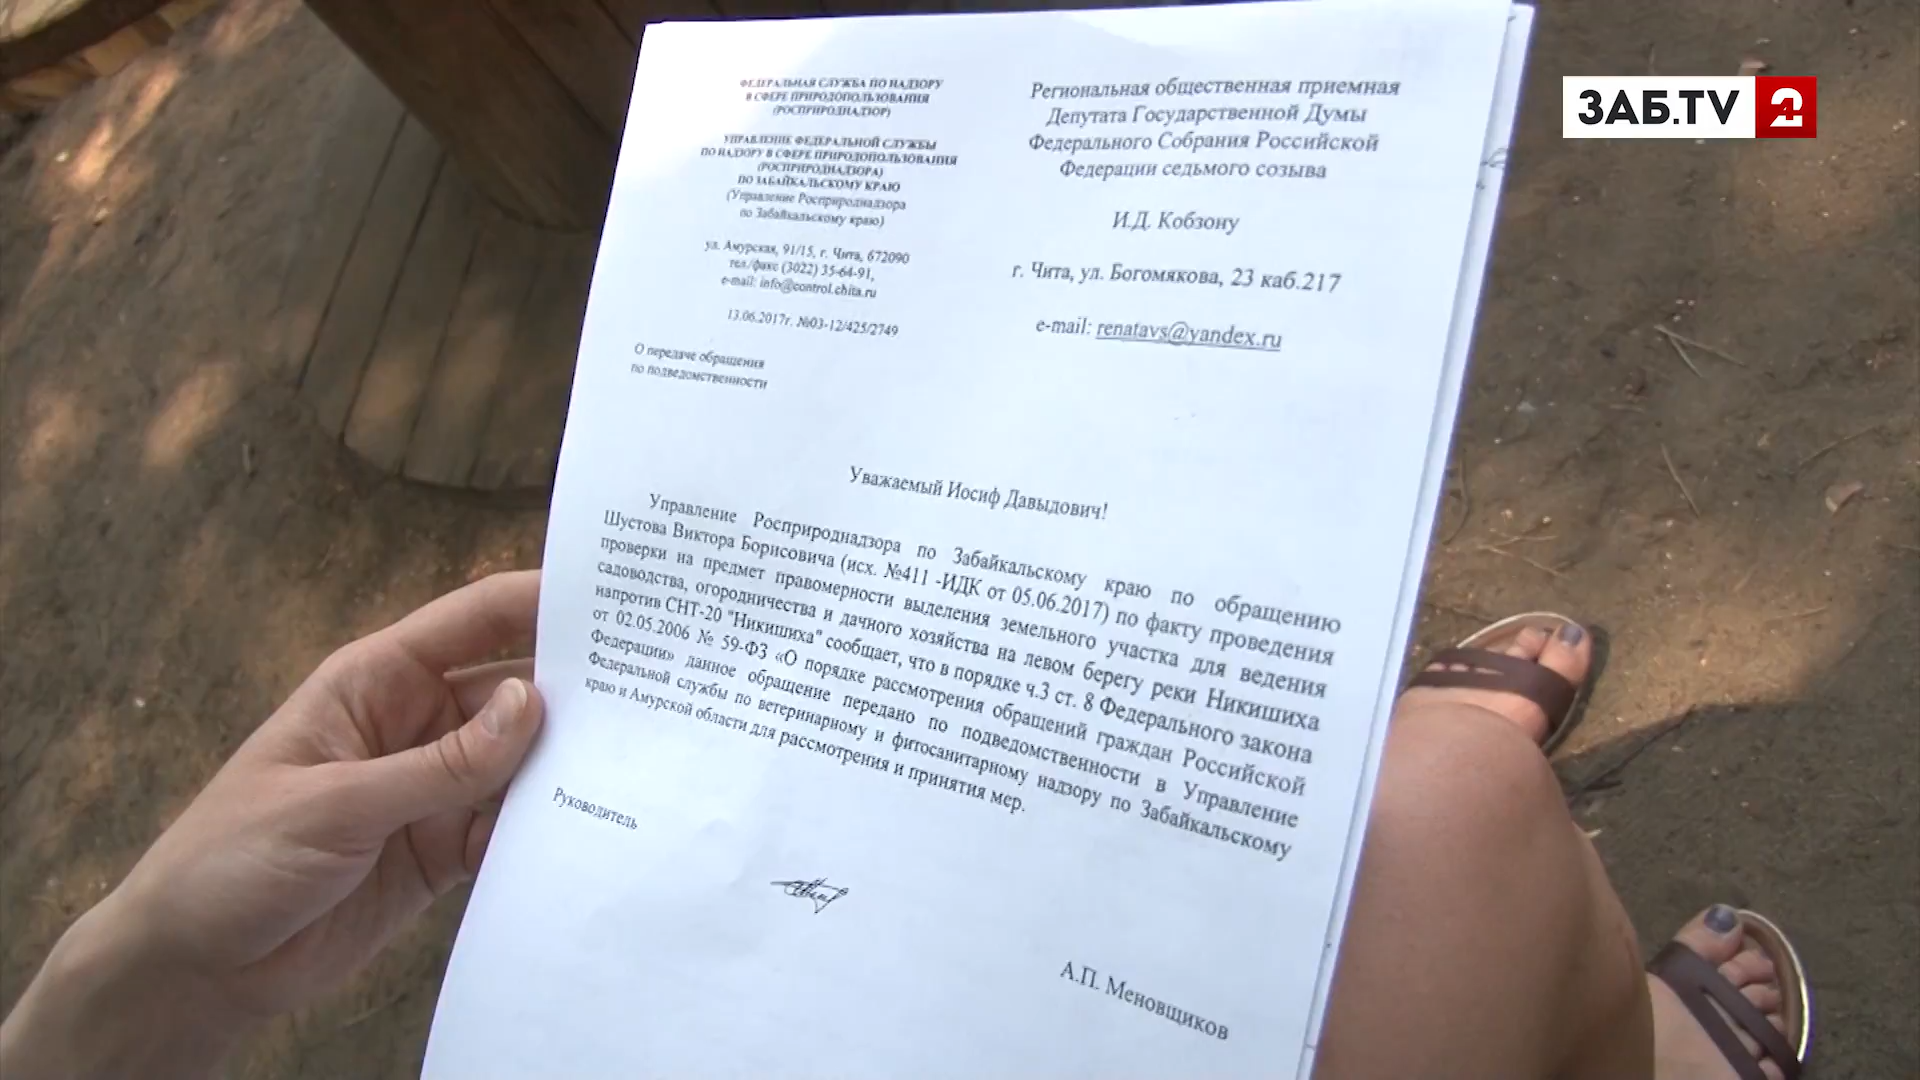 ФЕДЕРАЛЬНАЯ СЛУЖБА ПО НАДЗОРУ
В СФЕРЕ ПРИРОДОПОЛЬЗОВАНИЯ
(РОСПРИРОДНАДЗОР)
УПРАВЛЕНИЕ ФЕДЕРАЛЬНОЙ СЛУЖБЫ
ПО НАДЗОРУ В СФЕРЕ ПРИРОДОПОЛЬЗОВАНИЯ
(РОСПРИРОДНАДЗОРА)
ПО ЗАБАЙКАЛЬСКОМУ КРАЮ
(Управление Росприроднадзора
по Забайкальскому краю)
ул. Амурская, 91/15, г. Чита, 672090
тел./факс (3022) 35-64-91,
e-mail: info@control.chita.ru
13.06.2017г. №03-12/425/2749
О передаче обращения
по подведомственности
Региональная общественная приемная
Депутата Государственной Думы
Федерального Собрания Российской
Федерации седьмого созыва
И.Д. Кобзону
г. Чита, ул. Богомякова, 23 каб.217
e-mail: renatavs@yandex.ru
ЗАБ.TV 24
Уважаемый Иосиф Давыдович!
Управление Росприроднадзора по Забайкальскому краю по обращению
Шустова Виктора Борисовича (исх. №411 -ИДК от 05.06.2017) по факту проведения
проверки на предмет правомерности выделения земельного участка для ведения
садоводства, огородничества и дачного хозяйства на левом берегу реки Никишиха
напротив СНТ-20 "Никишиха" сообщает, что в порядке ч.3 ст. 8 Федерального закона
от 02.05.2006 № 59-ФЗ «О порядке рассмотрения обращений граждан Российской
Федерации» данное обращение передано по подведомственности в Управление
Федеральной службы по ветеринарному и фитосанитарному надзору по Забайкальскому
краю и Амурской области для рассмотрения и принятия мер.
Руководитель
А.П. Меновщиков